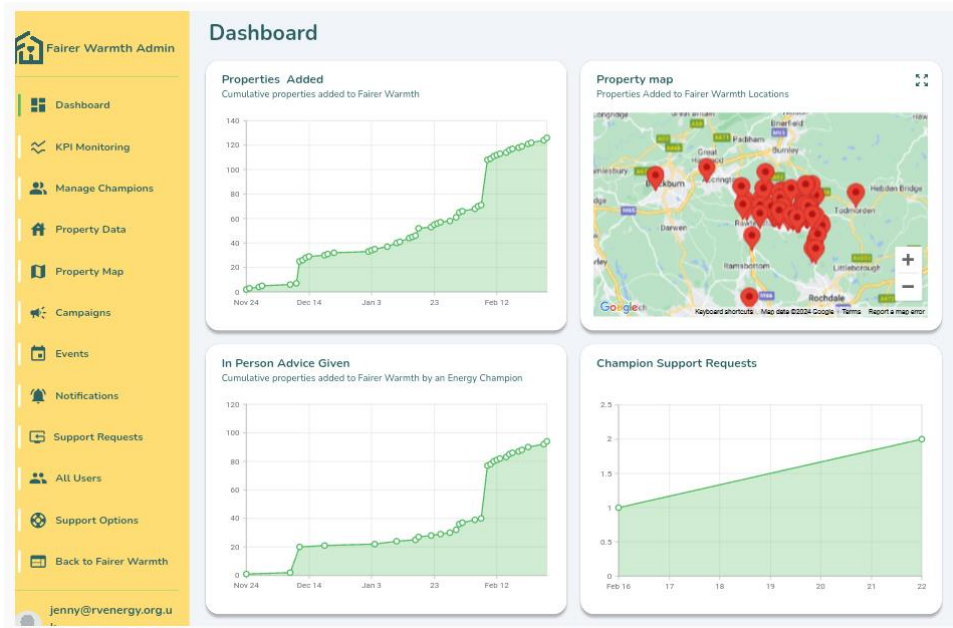 Fairer Warmth Admin
Dashboard
KPI Monitoring
Manage Champions
Property Data
Property Map
Campaigns
Events
Notifications
Support Requests
All Users
Support Options
Back to Fairer Warmth
jenny@rvenergy.org.u
Dashboard
Properties Added
Cumulative properties added to Fairer Warmth
140
120
100
80
60
40
20
0
Nov 24 Dec 14 Jan 3 23 Feb 12
Property map
Properties Added to Fairer Warmth Locations
Brierfield
Padiham
Great
Burnley
Hebden Bridge
Todmorden
Darwen
Ramsbottom
Littleborough
Rochdale
+
−
Google
Keyboard shortcuts Map data ©2024 Google Terms Report a map error
In Person Advice Given
Cumulative properties added to Fairer Warmth by an Energy Champion
120
100
80
60
40
20
0
Nov 24 Dec 14 Jan 3 23 Feb 12
Champion Support Requests
2.5
2
1.5
1
0.5
0
Feb 16 17 18 19 20 21 22